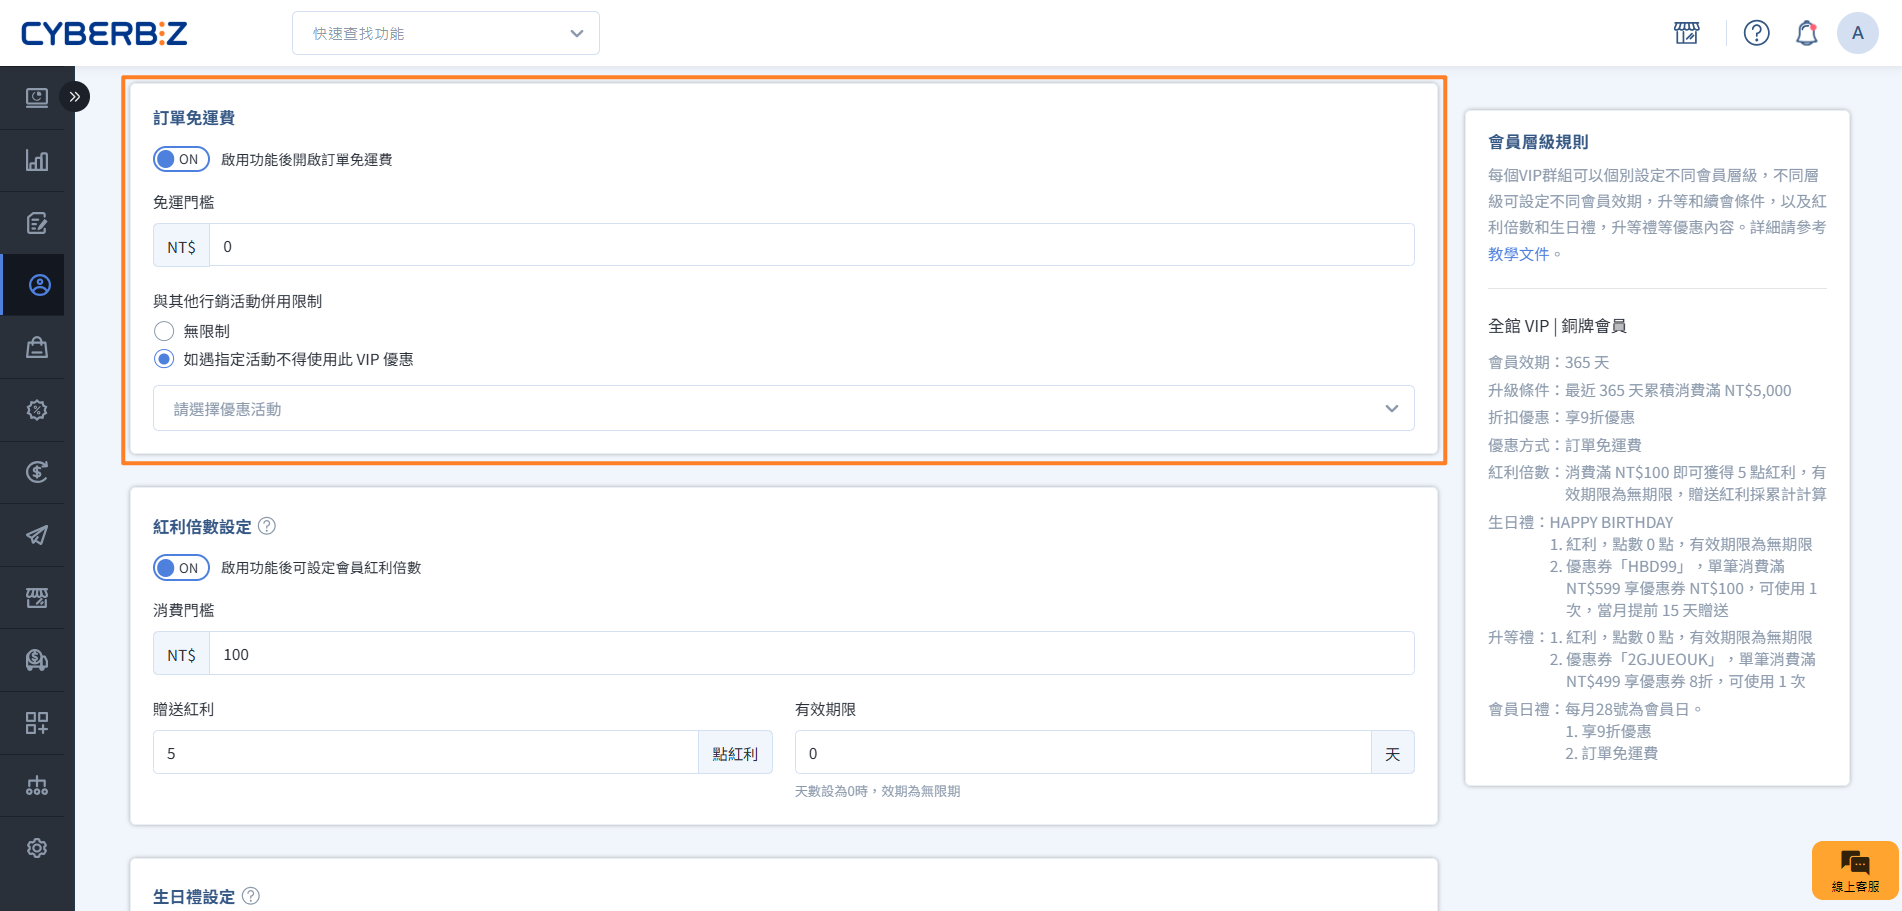 CYBERBIZ
快速查找功能
A
訂單免運費
ON 啟用功能後開啟訂單免運費
免運門檻
NT$ 0
與其他行銷活動併用限制
無限制
如遇指定活動不得使用此 VIP 優惠
請選擇優惠活動
紅利倍數設定 ?
ON 啟用功能後可設定會員紅利倍數
消費門檻
NT$ 100
贈送紅利
5 點紅利
有效期限
0 天
天數設為0時，效期為無限期
生日禮設定 ?
會員層級規則
每個VIP群組可以個別設定不同會員層級，不同層
級可設定不同會員效期，升等和續會條件，以及紅
利倍數和生日禮，升等禮等優惠內容。詳細請參考
教學文件。
全館 VIP | 銅牌會員
會員效期：365 天
升級條件：最近 365 天累積消費滿 NT$5,000
折扣優惠：享9折優惠
優惠方式：訂單免運費
紅利倍數：消費滿 NT$100 即可獲得 5 點紅利，有
效期限為無期限，贈送紅利採累計計算
生日禮：HAPPY BIRTHDAY
1. 紅利，點數 0 點，有效期限為無期限
2. 優惠券「HBD99」，單筆消費滿
NT$599 享優惠券 NT$100，可使用 1
次，當月提前 15 天贈送
升等禮：1. 紅利，點數 0 點，有效期限為無期限
2. 優惠券「2GJUEOUK」，單筆消費滿
NT$499 享優惠券 8折，可使用 1 次
會員日禮：每月28號為會員日。
1. 享9折優惠
2. 訂單免運費
線上客服